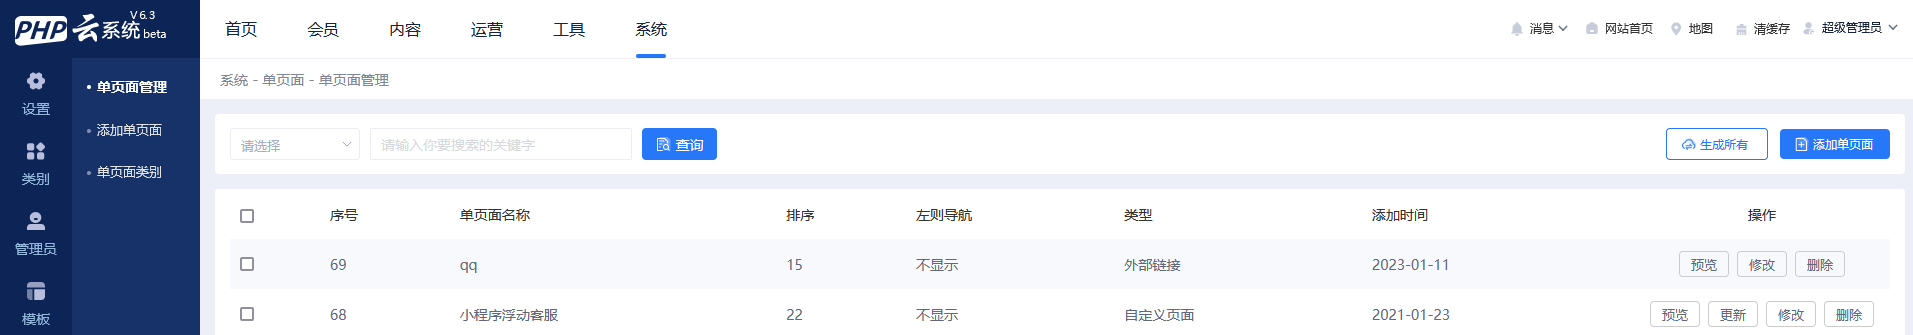 PHP云系统 V6.3 beta
首页 会员 内容 运营 工具 系统
消息 网站首页 地图 清缓存 超级管理员
设置
类别
管理员
模板
单页面管理
添加单页面
单页面类别
系统 - 单页面 - 单页面管理
请选择 请输入你要搜索的关键字 查询 生成所有 添加单页面
序号 单页面名称 排序 左则导航 类型 添加时间 操作
69 qq 15 不显示 外部链接 2023-01-11 预览 修改 删除
68 小程序浮动客服 22 不显示 自定义页面 2021-01-23 预览 更新 修改 删除